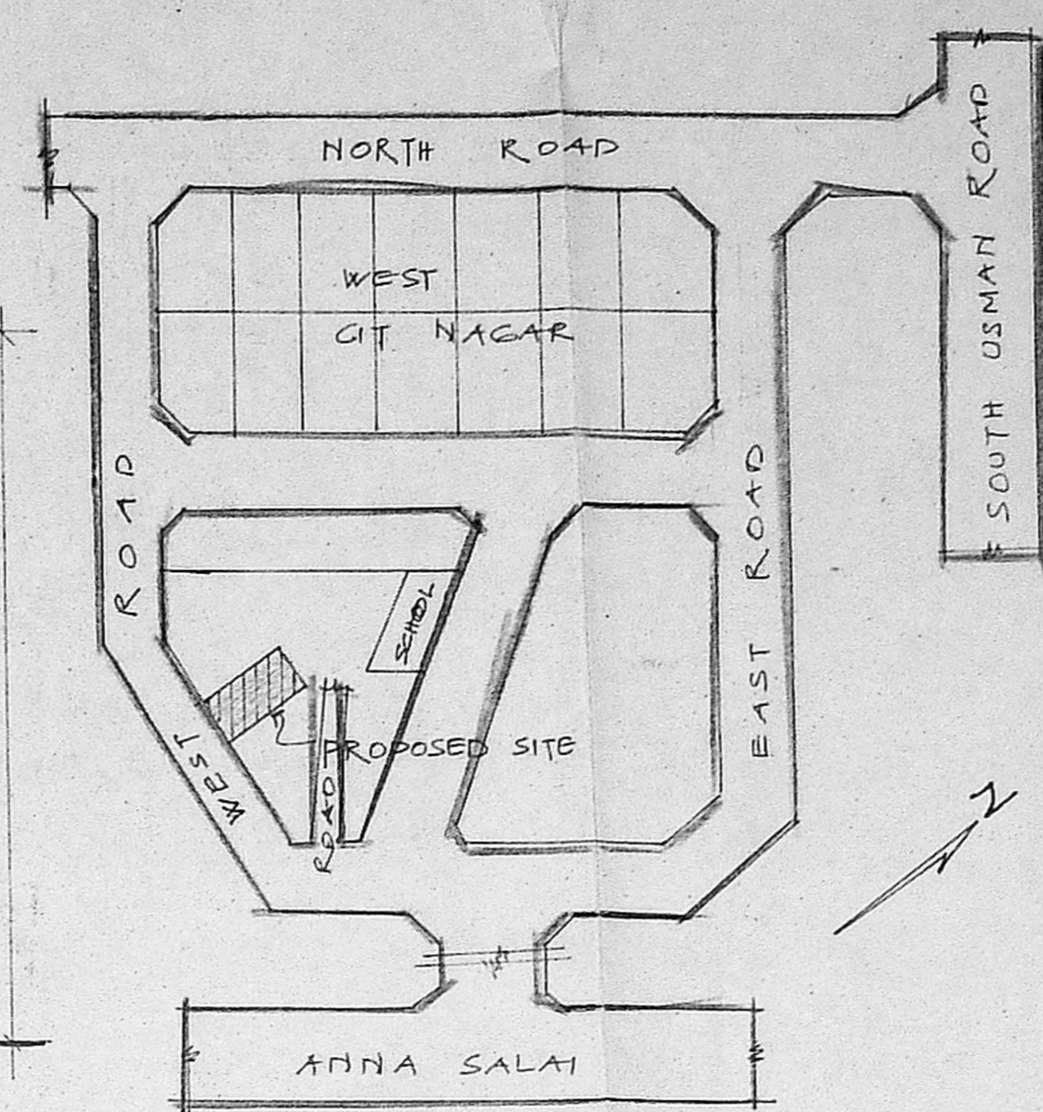 NORTH ROAD
SOUTH OSMAN ROAD
WEST
CIT NAGAR
ROAD
SCHOOL
EAST ROAD
WEST
PROPOSED SITE
ROAD
N
ANNA SALAI